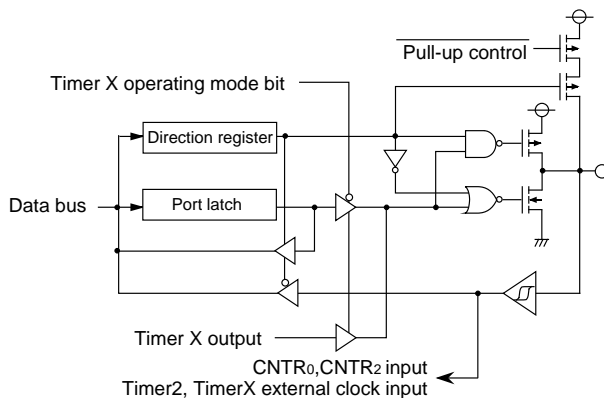 Pull-up control
Timer X operating mode bit
Direction register
Data bus
Port latch
Timer X output
CNTR0,CNTR2 input
Timer2, TimerX external clock input